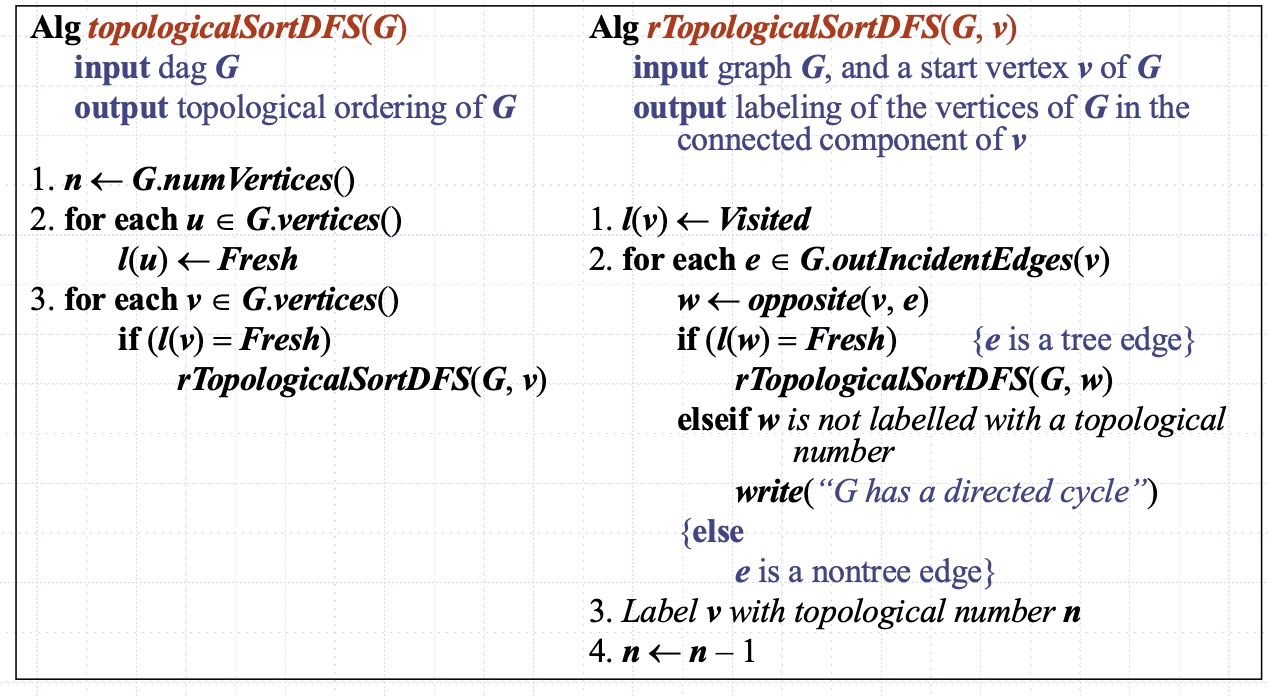 Alg topologicalSortDFS(G)
input dag G
output topological ordering of G
1. n ← G.numVertices()
2. for each u ∈ G.vertices()
l(u) ← Fresh
3. for each v ∈ G.vertices()
if (l(v) = Fresh)
rTopologicalSortDFS(G, v)
Alg rTopologicalSortDFS(G, v)
input graph G, and a start vertex v of G
output labeling of the vertices of G in the
connected component of v
1. l(v) ← Visited
2. for each e ∈ G.outIncidentEdges(v)
w ← opposite(v, e)
if (l(w) = Fresh) {e is a tree edge}
rTopologicalSortDFS(G, w)
elseif w is not labelled with a topological
number
write(“G has a directed cycle”)
{else
e is a nontree edge}
3. Label v with topological number n
4. n ← n – 1